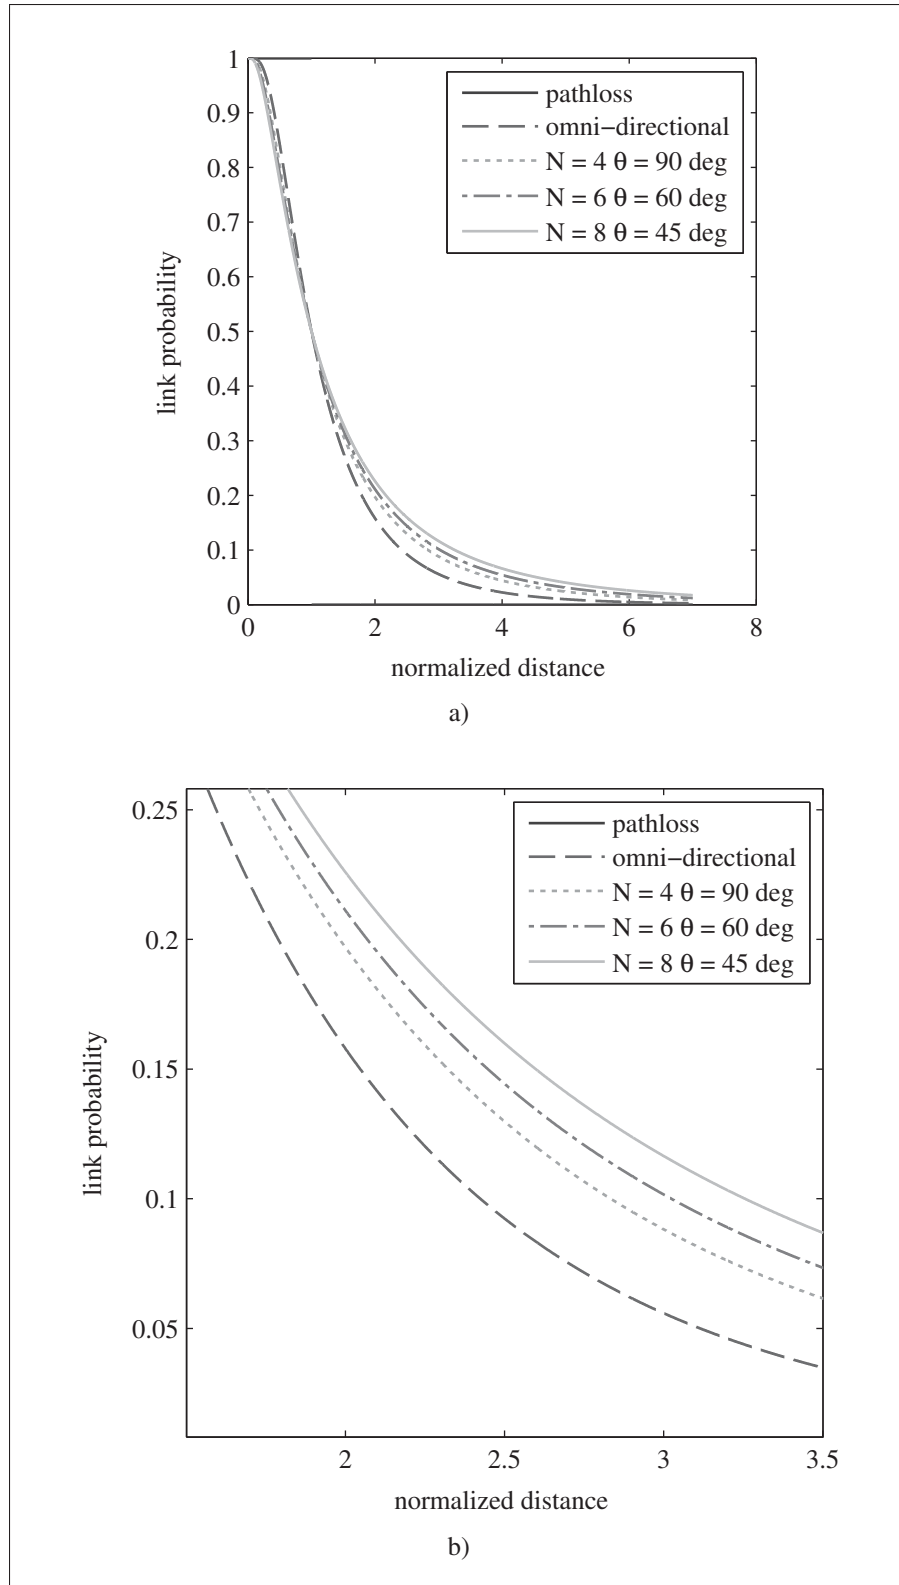 1
0.9
0.8
0.7
0.6
0.5
0.4
0.3
0.2
0.1
0
link probability
pathloss
omni−directional
N = 4 θ = 90 deg
N = 6 θ = 60 deg
N = 8 θ = 45 deg
0 2 4 6 8
normalized distance
a)
0.25
0.2
0.15
0.1
0.05
link probability
pathloss
omni−directional
N = 4 θ = 90 deg
N = 6 θ = 60 deg
N = 8 θ = 45 deg
2 2.5 3 3.5
normalized distance
b)